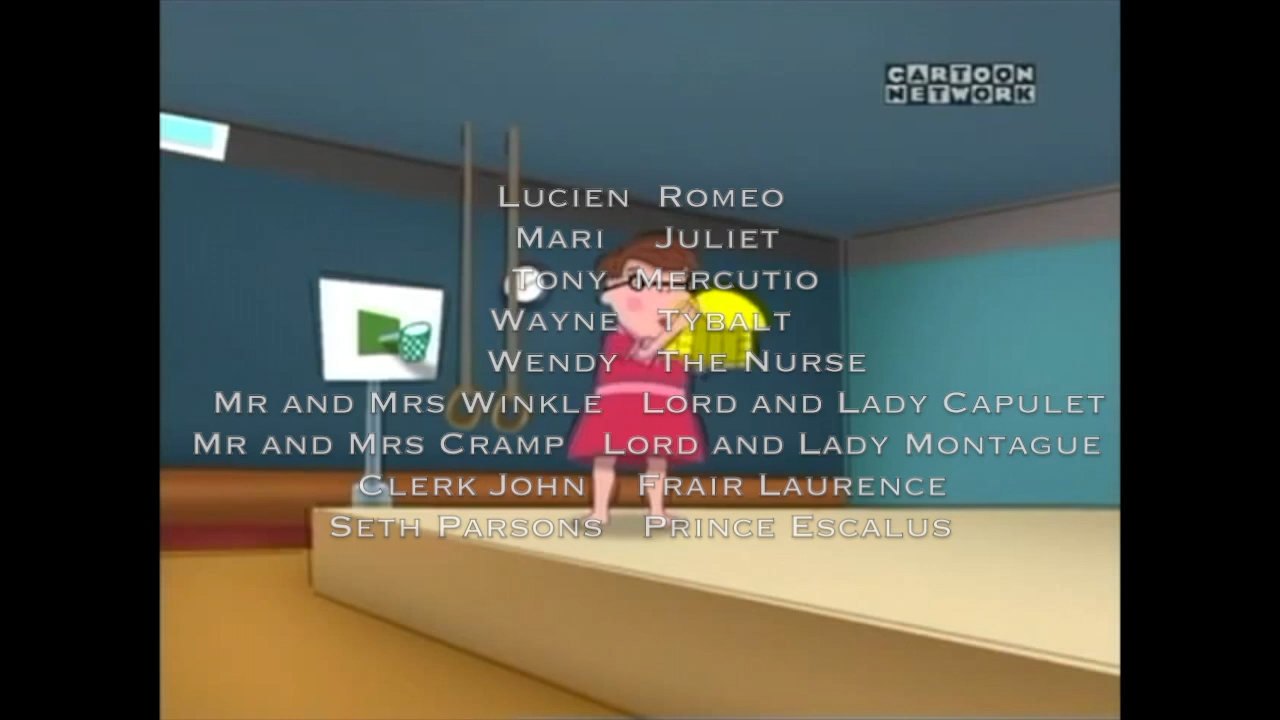 CARTOON
NETWORK
LUCIEN ROMEO
MARI JULIET
TONY MERCUTIO
WAYNE TYBALT
WENDY THE NURSE
MR AND MRS WINKLE LORD AND LADY CAPULET
MR AND MRS CRAMP LORD AND LADY MONTAGUE
CLERK JOHN FRAIR LAURENCE
SETH PARSONS PRINCE ESCALUS